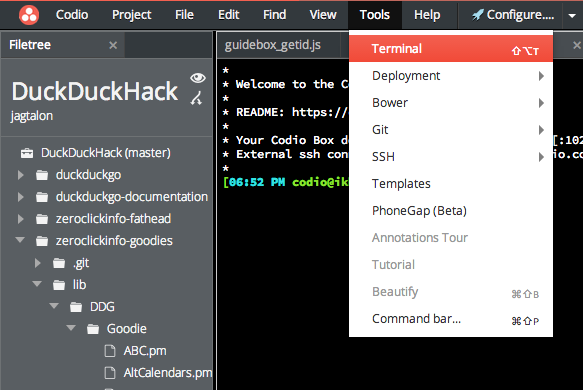 Codio Project File Edit Find View Tools Help Configure....
Filetree
guidebox_getid.js
DuckDuckHack
jagtalon
DuckDuckHack (master)
duckduckgo
duckduckgo-documentation
zeroclickinfo-fathead
zeroclickinfo-goodies
.git
lib
DDG
Goodie
ABC.pm
AltCalendars.pm
*
* Welcome to the Co
*
* README: https://
*
* Your Codio Box do [:102
* External ssh con io.co
*
[06:52 PM codio@ik
Terminal ⇧⌥T
Deployment
Bower
Git
SSH
Templates
PhoneGap (Beta)
Annotations Tour
Tutorial
Beautify ⌘⇧B
Command bar... ⌘⇧P